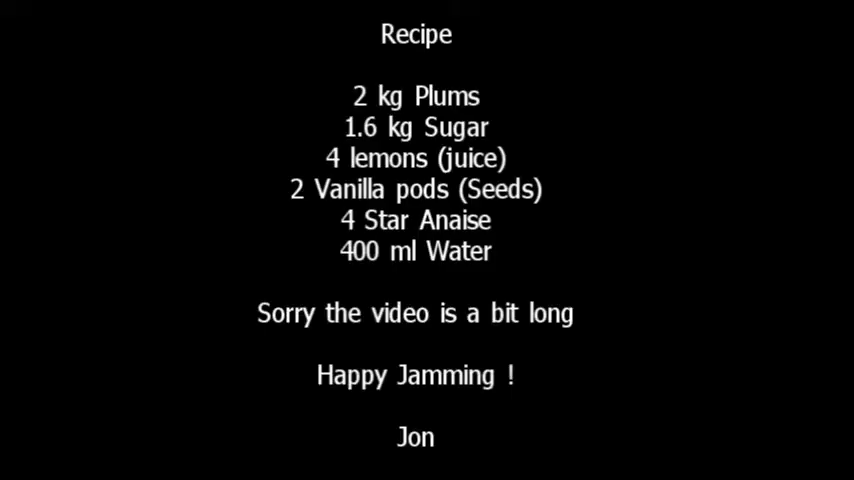 Recipe
2 kg Plums
1.6 kg Sugar
4 lemons (juice)
2 Vanilla pods (Seeds)
4 Star Anaise
400 ml Water
Sorry the video is a bit long
Happy Jamming !
Jon